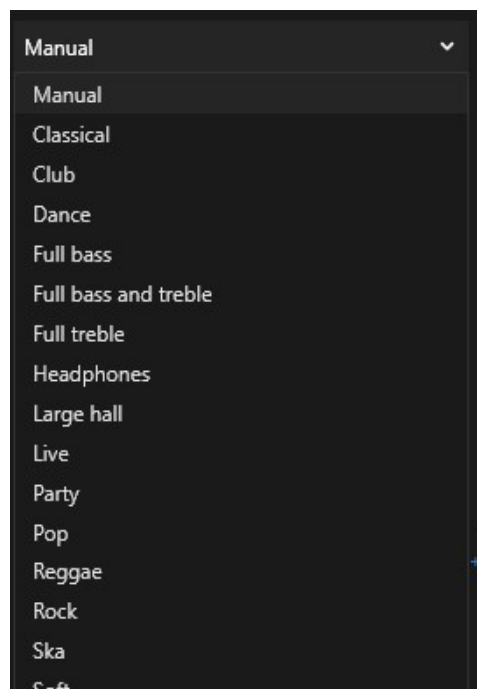 Manual
Manual
Classical
Club
Dance
Full bass
Full bass and treble
Full treble
Headphones
Large hall
Live
Party
Pop
Reggae
Rock
Ska